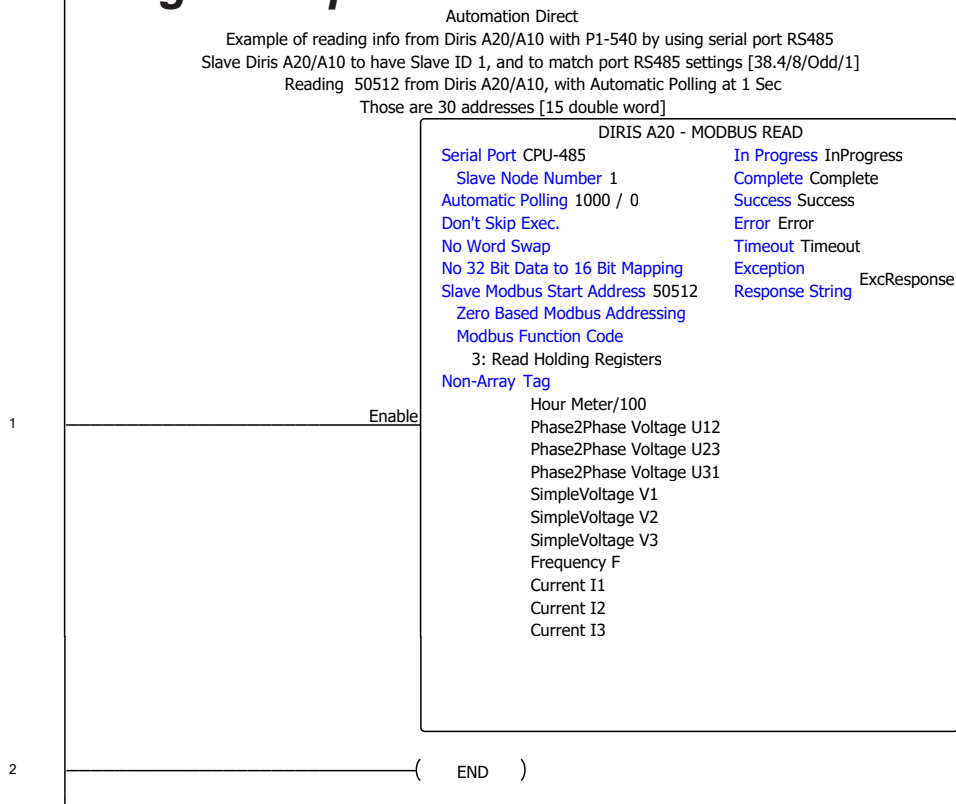 Automation Direct
Example of reading info from Diris A20/A10 with P1-540 by using serial port RS485
Slave Diris A20/A10 to have Slave ID 1, and to match port RS485 settings [38.4/8/Odd/1]
Reading 50512 from Diris A20/A10, with Automatic Polling at 1 Sec
Those are 30 addresses [15 double word]
DIRIS A20 - MODBUS READ
Serial Port CPU-485
Slave Node Number 1
Automatic Polling 1000 / 0
Don't Skip Exec.
No Word Swap
No 32 Bit Data to 16 Bit Mapping
Slave Modbus Start Address 50512
Zero Based Modbus Addressing
Modbus Function Code
3: Read Holding Registers
Non-Array Tag
Hour Meter/100
Phase2Phase Voltage U12
Phase2Phase Voltage U23
Phase2Phase Voltage U31
SimpleVoltage V1
SimpleVoltage V2
SimpleVoltage V3
Frequency F
Current I1
Current I2
Current I3
In Progress InProgress
Complete Complete
Success Success
Error Error
Timeout Timeout
Exception
Response String ExcResponse
1
Enable
2
END